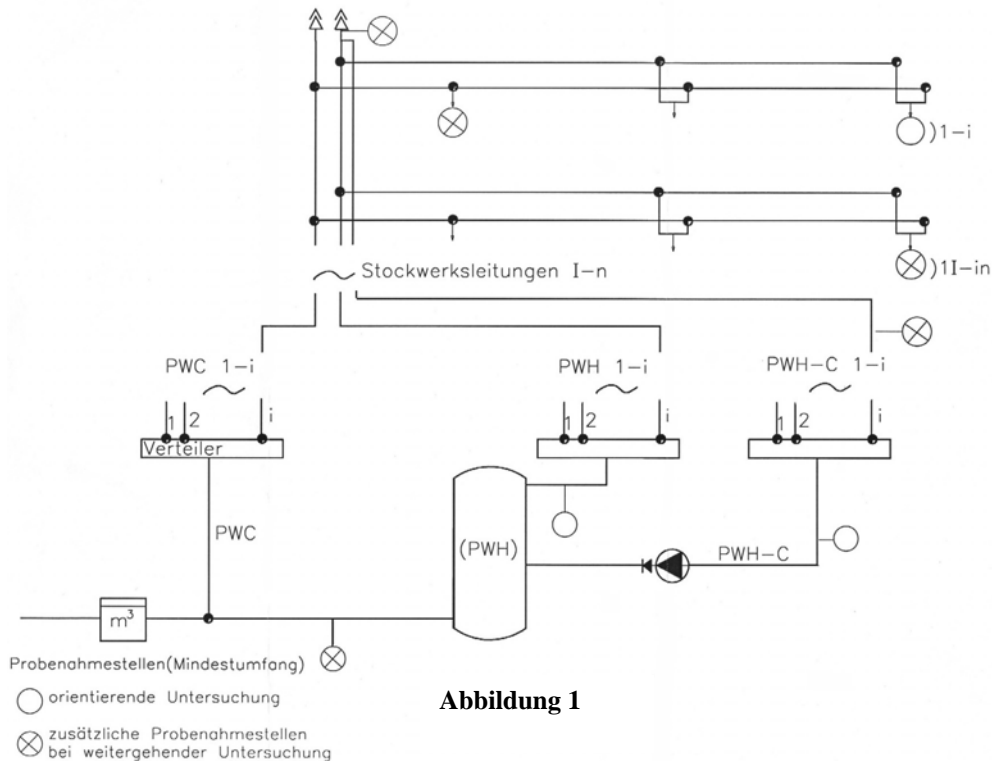 )1-i
)1I-in
Stockwerksleitungen I-n
PWC 1-i
PWH 1-i
PWH-C 1-i
1 2 i
1 2 i
1 2 i
Verteiler
PWC
(PWH)
PWH-C
m³
Probenahmestellen(Mindestumfang)
orientierende Untersuchung
Abbildung 1
zusätzliche Probenahmestellen
bei weitergehender Untersuchung